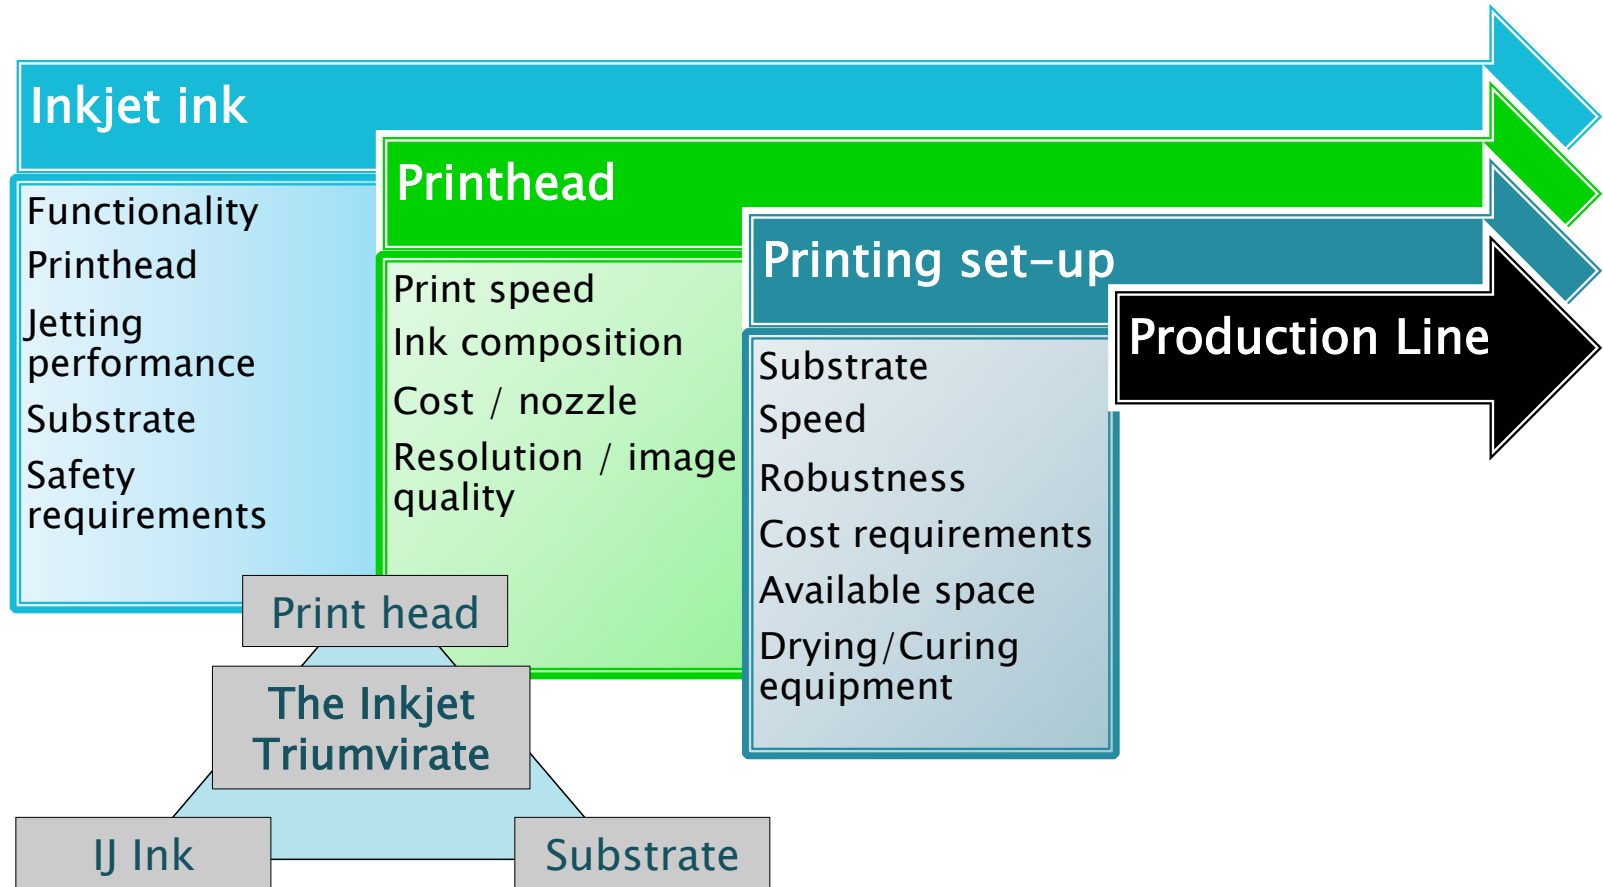 Inkjet ink
Functionality
Printhead
Jetting
performance
Substrate
Safety
requirements
Printhead
Print speed
Ink composition
Cost / nozzle
Resolution / image
quality
Printing set-up
Substrate
Speed
Robustness
Cost requirements
Available space
Drying/Curing
equipment
Production Line
Print head
The Inkjet
Triumvirate
IJ Ink
Substrate